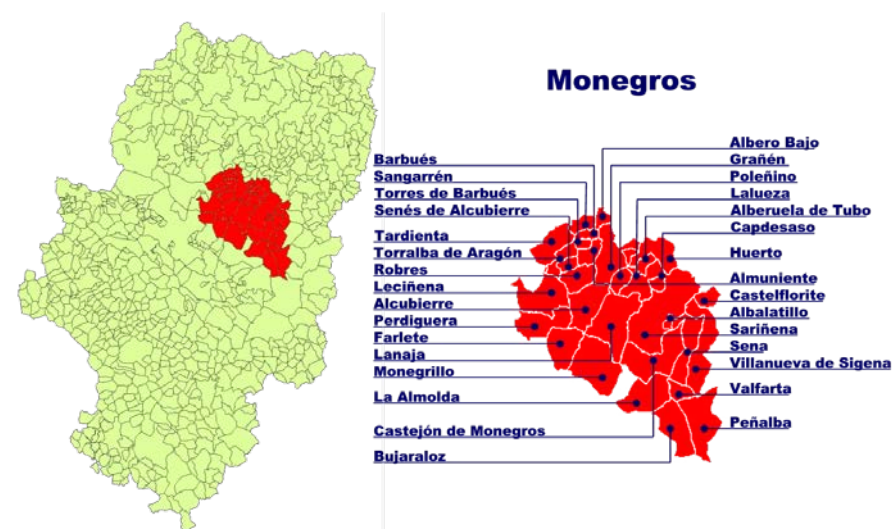 Monegros
Barbués
Sangarrén
Torres de Barbués
Senés de Alcubierre
Tardienta
Torralba de Aragón
Robres
Leciñena
Alcubierre
Perdiguera
Farlete
Lanaja
Monegrillo
La Almolda
Castejón de Monegros
Bujaraloz
Albero Bajo
Grañén
Poleñino
Lalueza
Alberuela de Tubo
Capdesaso
Huerto
Almuniente
Castelflorite
Albalatillo
Sariñena
Sena
Villanueva de Sigena
Valfarta
Peñalba